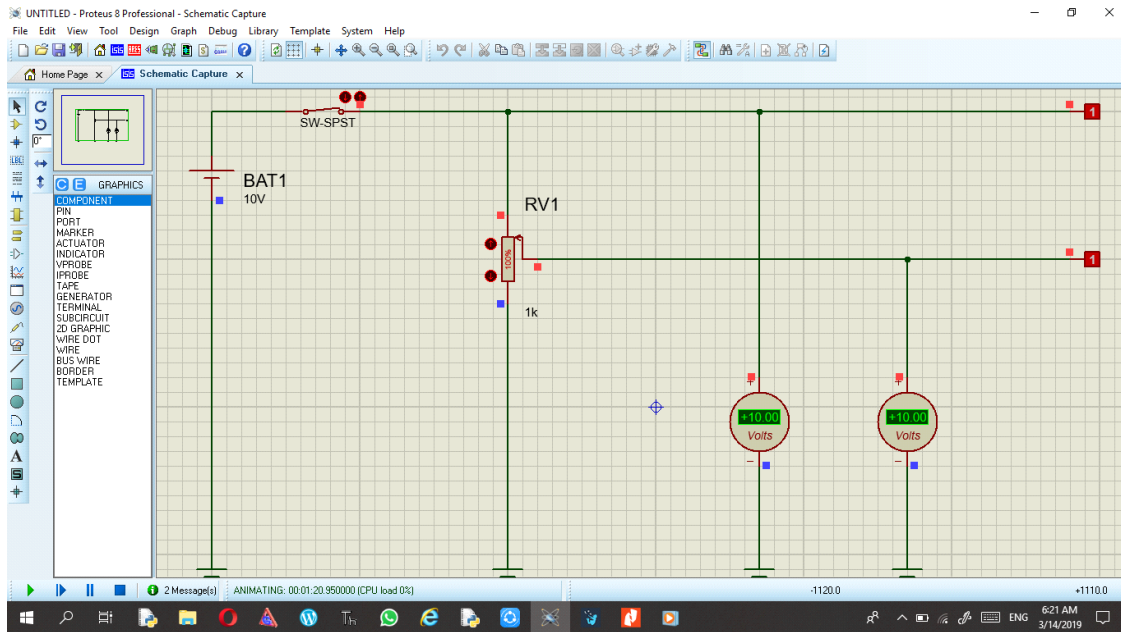 UNTITLED - Proteus 8 Professional - Schematic Capture
File Edit View Tool Design Graph Debug Library Template System Help
Home Page x ISIS Schematic Capture x
SW-SPST
1
0°
LBL
BAT1
10V
C E GRAPHICS
COMPONENT
PIN
PORT
MARKER
ACTUATOR
INDICATOR
VPROBE
IPROBE
TAPE
GENERATOR
TERMINAL
SUBCIRCUIT
2D GRAPHIC
WIRE DOT
WIRE
BUS WIRE
BORDER
TEMPLATE
RV1
100%
1
1k
+
+
+10.00
+10.00
Volts
Volts
A
S
2 Message(s) ANIMATING: 00:01:20.950000 (CPU load 0%) -1120.0 +1110.0
ENG
6:21 AM
3/14/2019